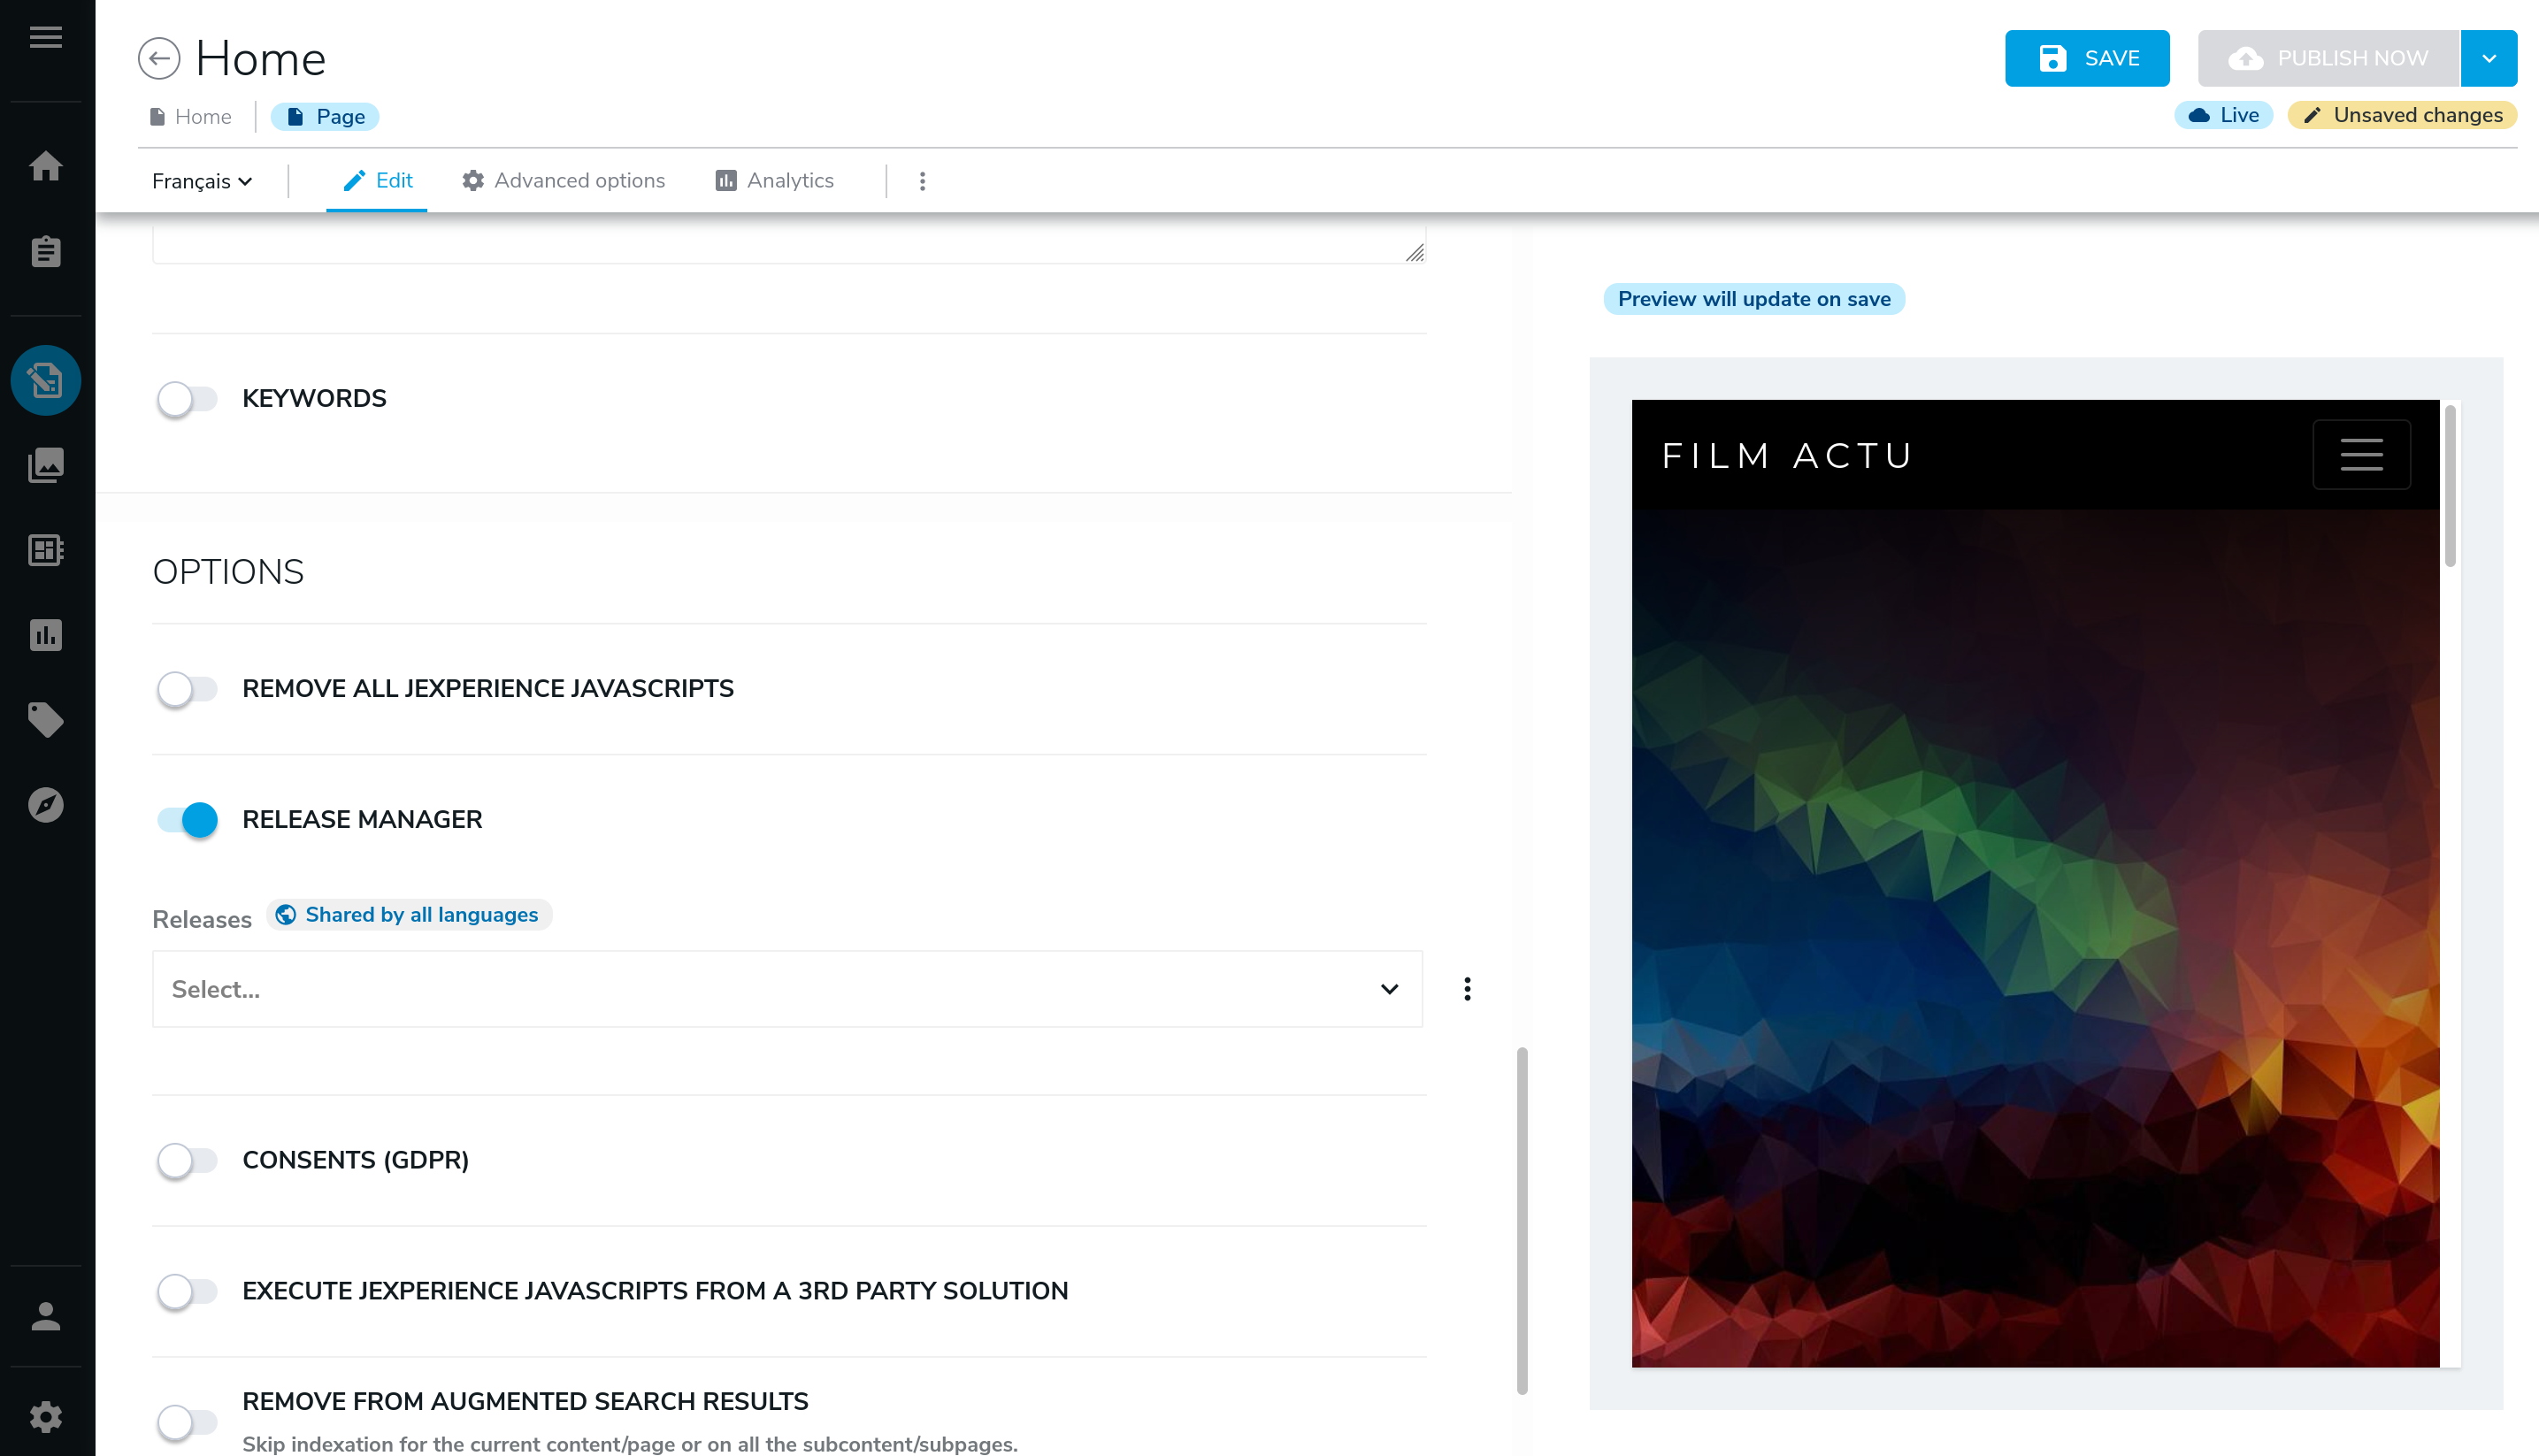 Home
SAVE
PUBLISH NOW
Home
Page
Live
Unsaved changes
Français
Edit
Advanced options
Analytics
Preview will update on save
KEYWORDS
FILM ACTU
OPTIONS
REMOVE ALL JEXPERIENCE JAVASCRIPTS
RELEASE MANAGER
Releases
Shared by all languages
Select...
CONSENTS (GDPR)
EXECUTE JEXPERIENCE JAVASCRIPTS FROM A 3RD PARTY SOLUTION
REMOVE FROM AUGMENTED SEARCH RESULTS
Skip indexation for the current content/page or on all the subcontent/subpages.